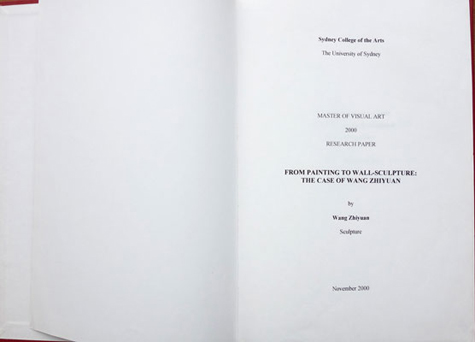 Sydney College of the Arts
The University of Sydney
MASTER OF VISUAL ART
2000
RESEARCH PAPER
FROM PAINTING TO WALL-SCULPTURE:
THE CASE OF WANG ZHIYUAN
by
Wang Zhiyuan
Sculpture
November 2000